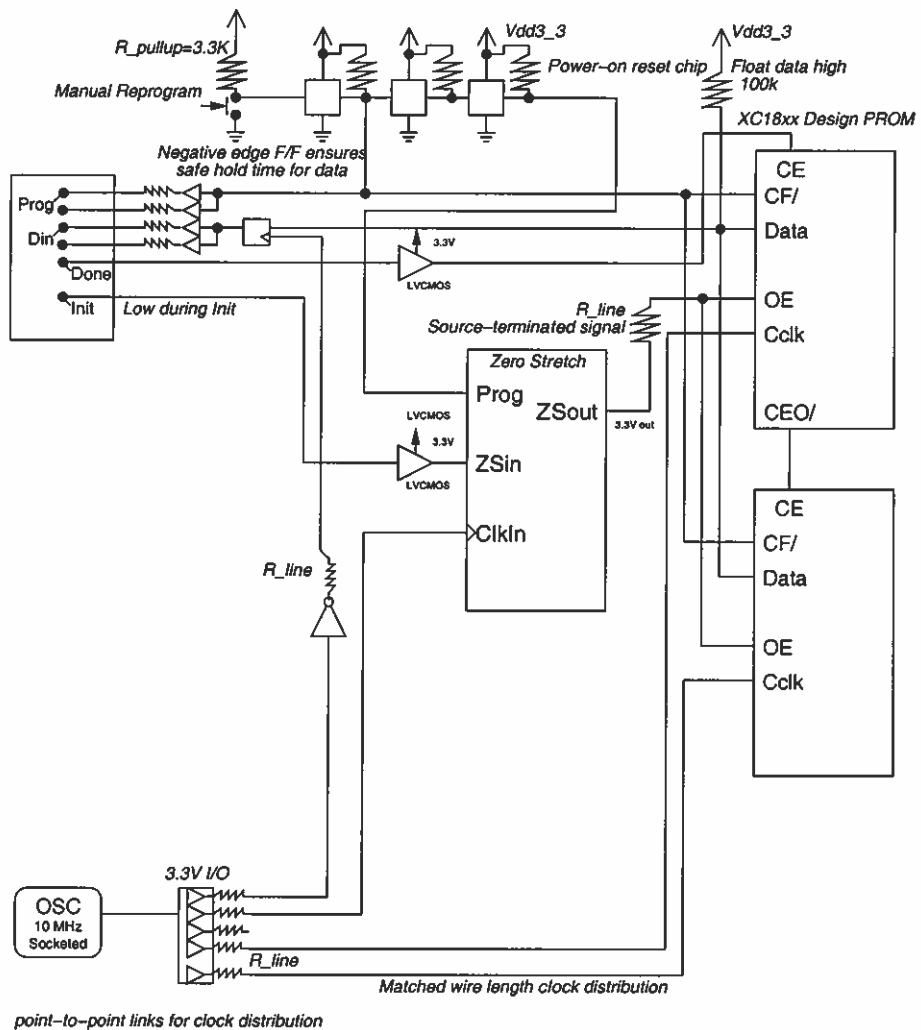 R_pullup=3.3K
Vdd3_3
Vdd3_3
Power-on reset chip
Float data high
100k
Manual Reprogram
XC18xx Design PROM
Negative edge F/F ensures
safe hold time for data
CE
CF/
Data
OE
Cclk
CEO/
Prog
Din
Done
Init
Low during Init
3.3V
LVCMOS
R_line
Source-terminated signal
Zero Stretch
Prog
ZSout
3.3V out
ZSin
ClkIn
LVCMOS
3.3V
LVCMOS
CE
CF/
Data
OE
Cclk
R_line
3.3V I/O
OSC
10 MHz
Socketed
R_line
Matched wire length clock distribution
point-to-point links for clock distribution